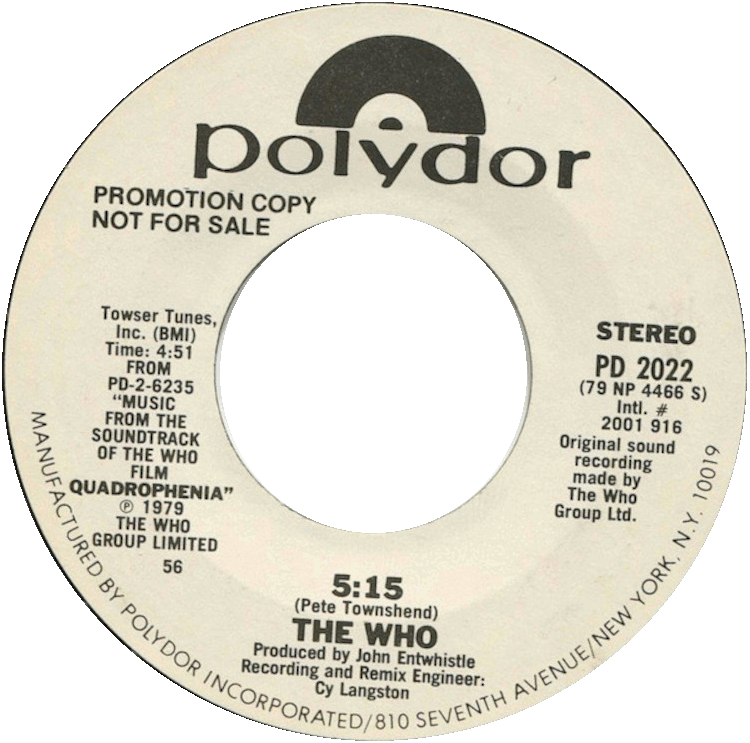 polydor
PROMOTION COPY
NOT FOR SALE
Towser Tunes,
Inc. (BMI)
Time: 4:51
FROM
PD-2-6235
“MUSIC
FROM THE
SOUNDTRACK
OF THE WHO
FILM
QUADROPHENIA”
℗ 1979
THE WHO
GROUP LIMITED
56
STEREO
PD 2022
(79 NP 4466 S)
Intl. #
2001 916
Original sound
recording
made by
The Who
Group Ltd.
5:15
(Pete Townshend)
THE WHO
Produced by John Entwhistle
Recording and Remix Engineer:
Cy Langston
MANUFACTURED BY POLYDOR INCORPORATED/810 SEVENTH AVENUE/NEW YORK, N.Y. 10019